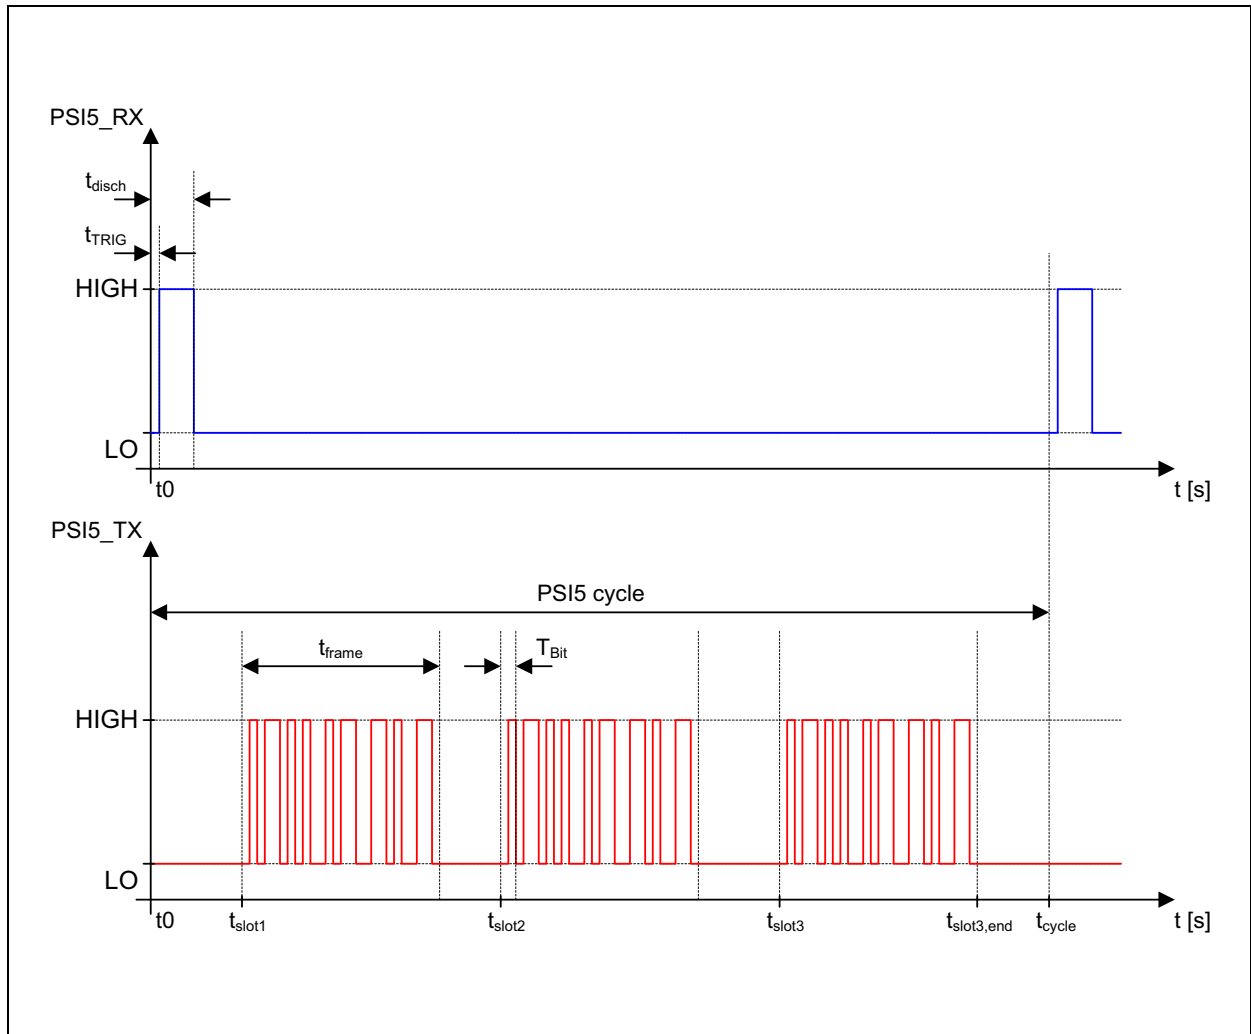 PSI5_RX
tdisch
tTRIG
HIGH
LO
t0
t [s]
PSI5_TX
PSI5 cycle
tframe
TBit
HIGH
LO
t0
tslot1
tslot2
tslot3
tslot3,end
tcycle
t [s]